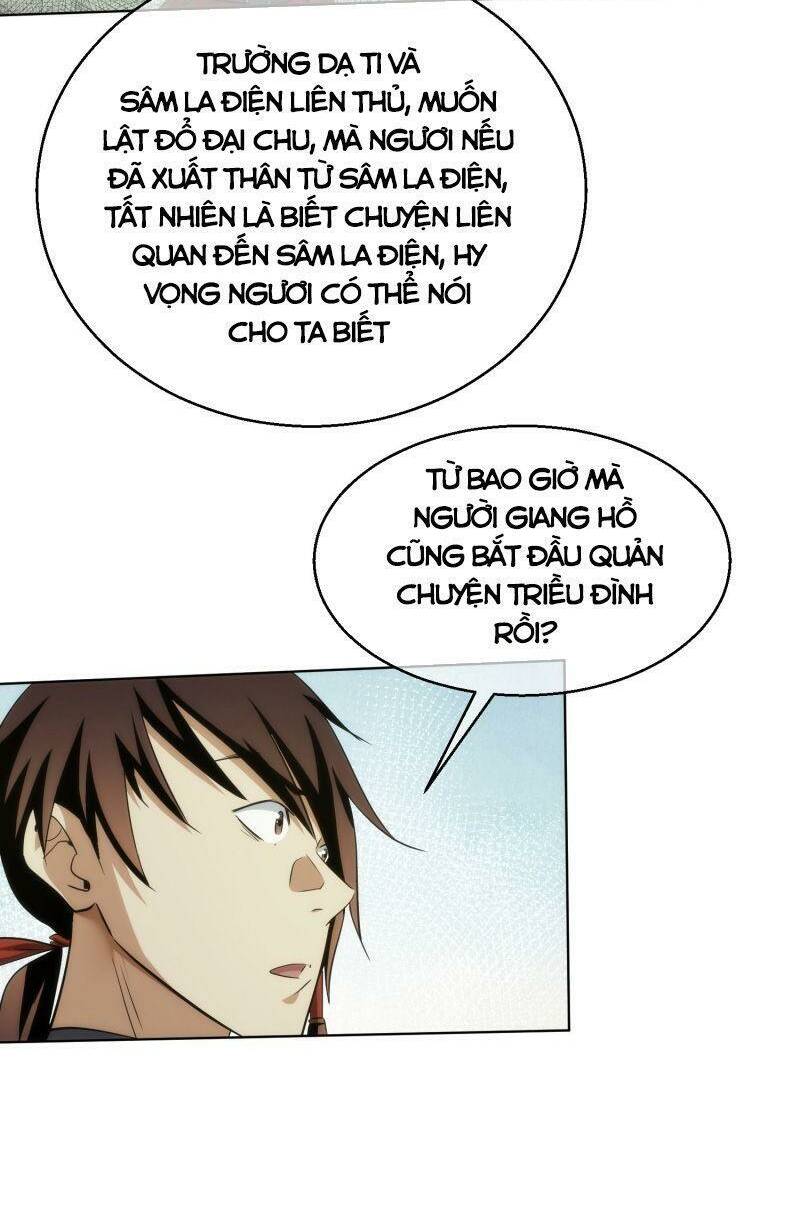 TRƯỜNG DẠ TI VÀ
SÂM LA ĐIỆN LIÊN THỦ, MUỐN
LẬT ĐỔ ĐẠI CHU, MÀ NGƯƠI NẾU
ĐÃ XUẤT THÂN TỪ SÂM LA ĐIỆN,
TẤT NHIÊN LÀ BIẾT CHUYỆN LIÊN
QUAN ĐẾN SÂM LA ĐIỆN, HY
VỌNG NGƯƠI CÓ THỂ NÓI
CHO TA BIẾT
TỪ BAO GIỜ MÀ
NGƯỜI GIANG HỒ
CŨNG BẮT ĐẦU QUẢN
CHUYỆN TRIỀU ĐÌNH
RỒI?